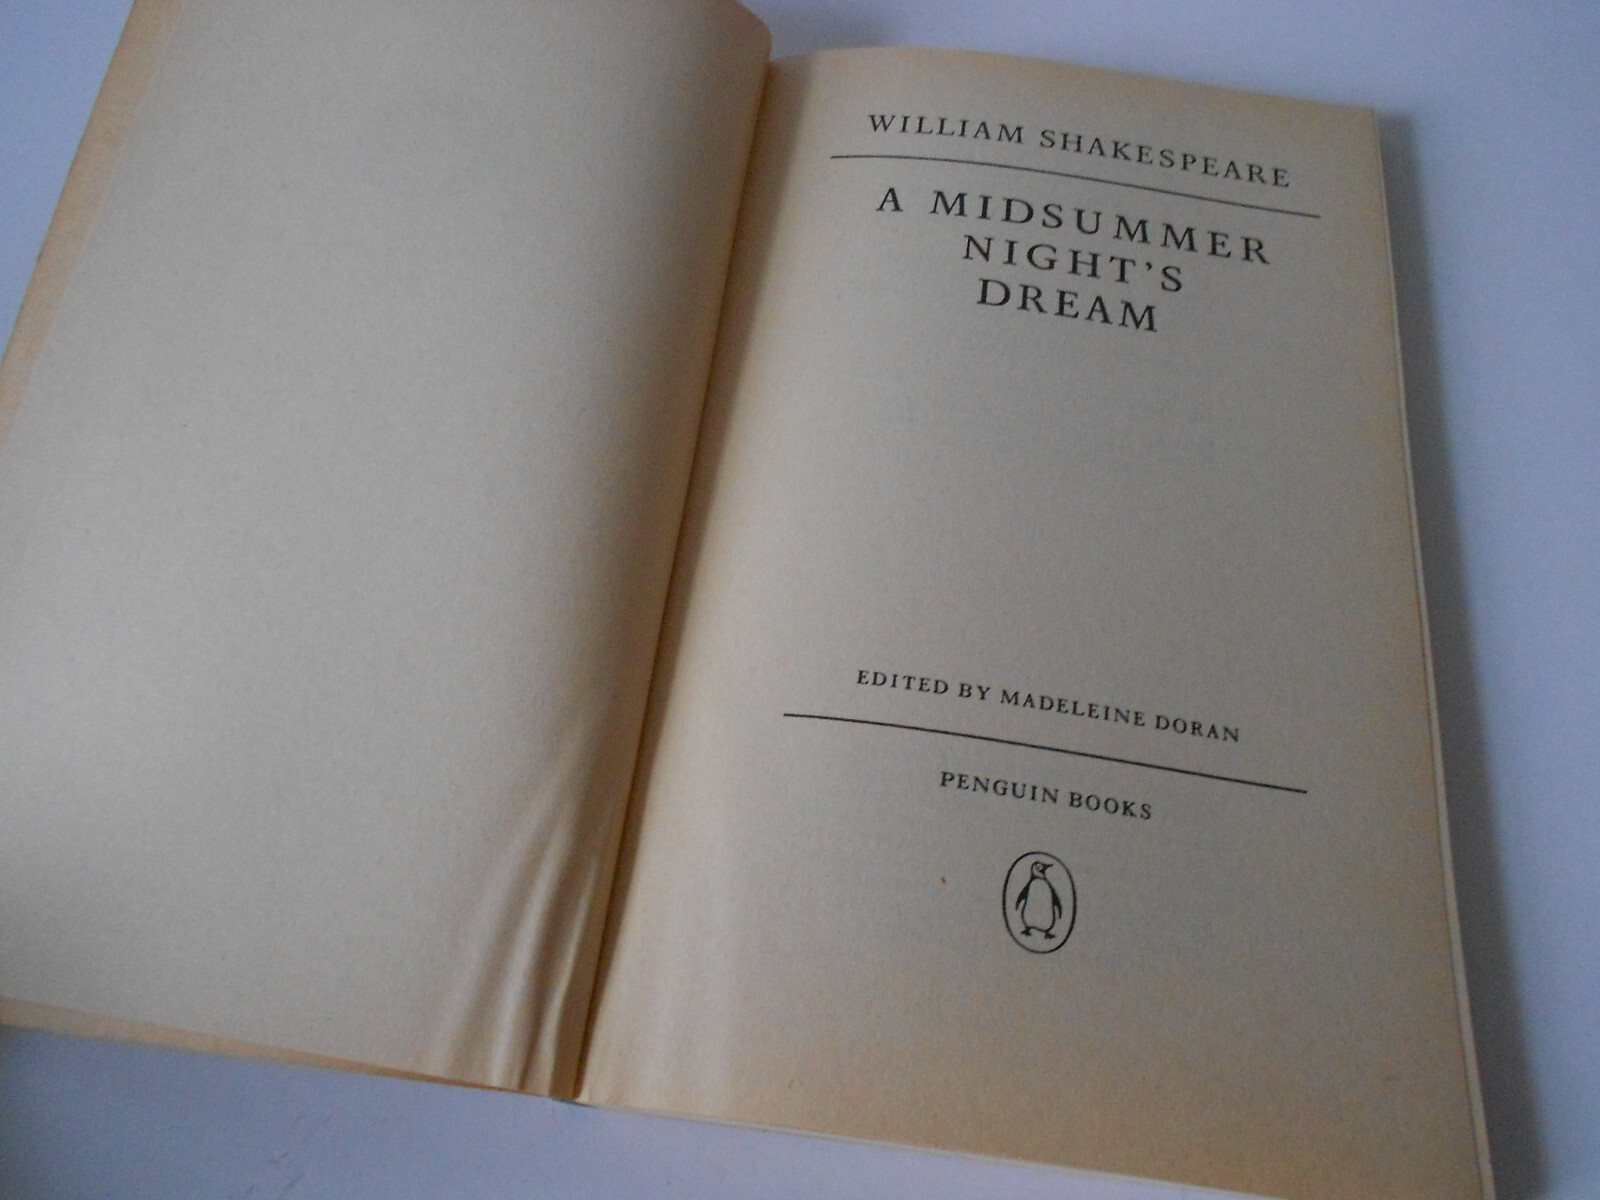 WILLIAM SHAKESPEARE
A MIDSUMMER
NIGHT'S
DREAM
EDITED BY MADELEINE DORAN
PENGUIN BOOKS